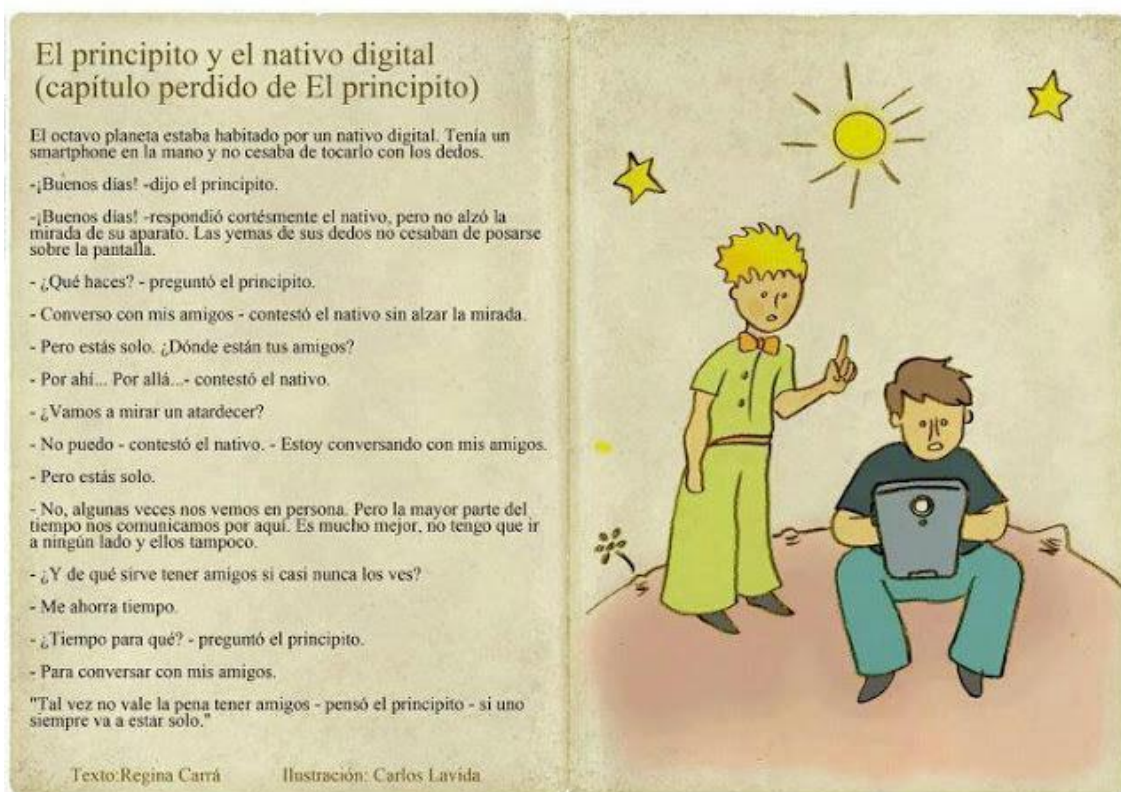 El principito y el nativo digital
(capítulo perdido de El principito)
El octavo planeta estaba habitado por un nativo digital. Tenía un
smartphone en la mano y no cesaba de tocarlo con los dedos.
-¡Buenos días! -dijo el principito.
-¡Buenos días! -respondió cortésmente el nativo, pero no alzó la
mirada de su aparato. Las yemas de sus dedos no cesaban de posarse
sobre la pantalla.
- ¿Qué haces? - preguntó el principito.
- Converso con mis amigos - contestó el nativo sin alzar la mirada.
- Pero estás solo. ¿Dónde están tus amigos?
- Por ahí... Por allá...- contestó el nativo.
- ¿Vamos a mirar un atardecer?
- No puedo - contestó el nativo. - Estoy conversando con mis amigos.
- Pero estás solo.
- No, algunas veces nos vemos en persona. Pero la mayor parte del
tiempo nos comunicamos por aquí. Es mucho mejor, no tengo que ir
a ningún lado y ellos tampoco.
- ¿Y de qué sirve tener amigos si casi nunca los ves?
- Me ahorra tiempo.
- ¿Tiempo para qué? - preguntó el principito.
- Para conversar con mis amigos.
"Tal vez no vale la pena tener amigos - pensó el principito - si uno
siempre va a estar solo."
Texto:Regina Carrá Ilustración: Carlos Lavida